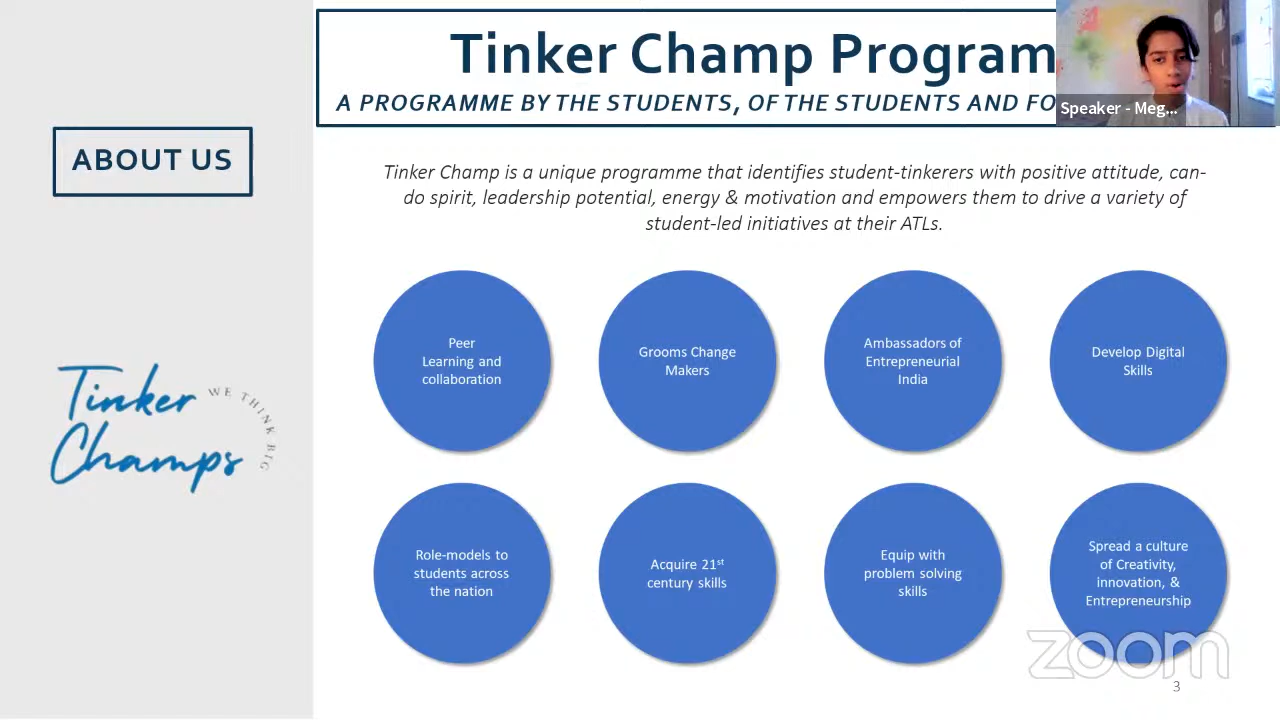 Tinker Champ Program
A PROGRAMME BY THE STUDENTS, OF THE STUDENTS AND FO
Speaker - Meg...
ABOUT US
Tinker Champ is a unique programme that identifies student-tinkerers with positive attitude, can-
do spirit, leadership potential, energy & motivation and empowers them to drive a variety of
student-led initiatives at their ATLs.
Peer
Learning and
collaboration
Grooms Change
Makers
Ambassadors of
Entrepreneurial
India
Develop Digital
Skills
Tinker
Champs
WE THINK BIG
Role-models to
students across
the nation
Acquire 21st
century skills
Equip with
problem solving
skills
Spread a culture
of Creativity,
innovation, &
Entrepreneurship
zoom
3